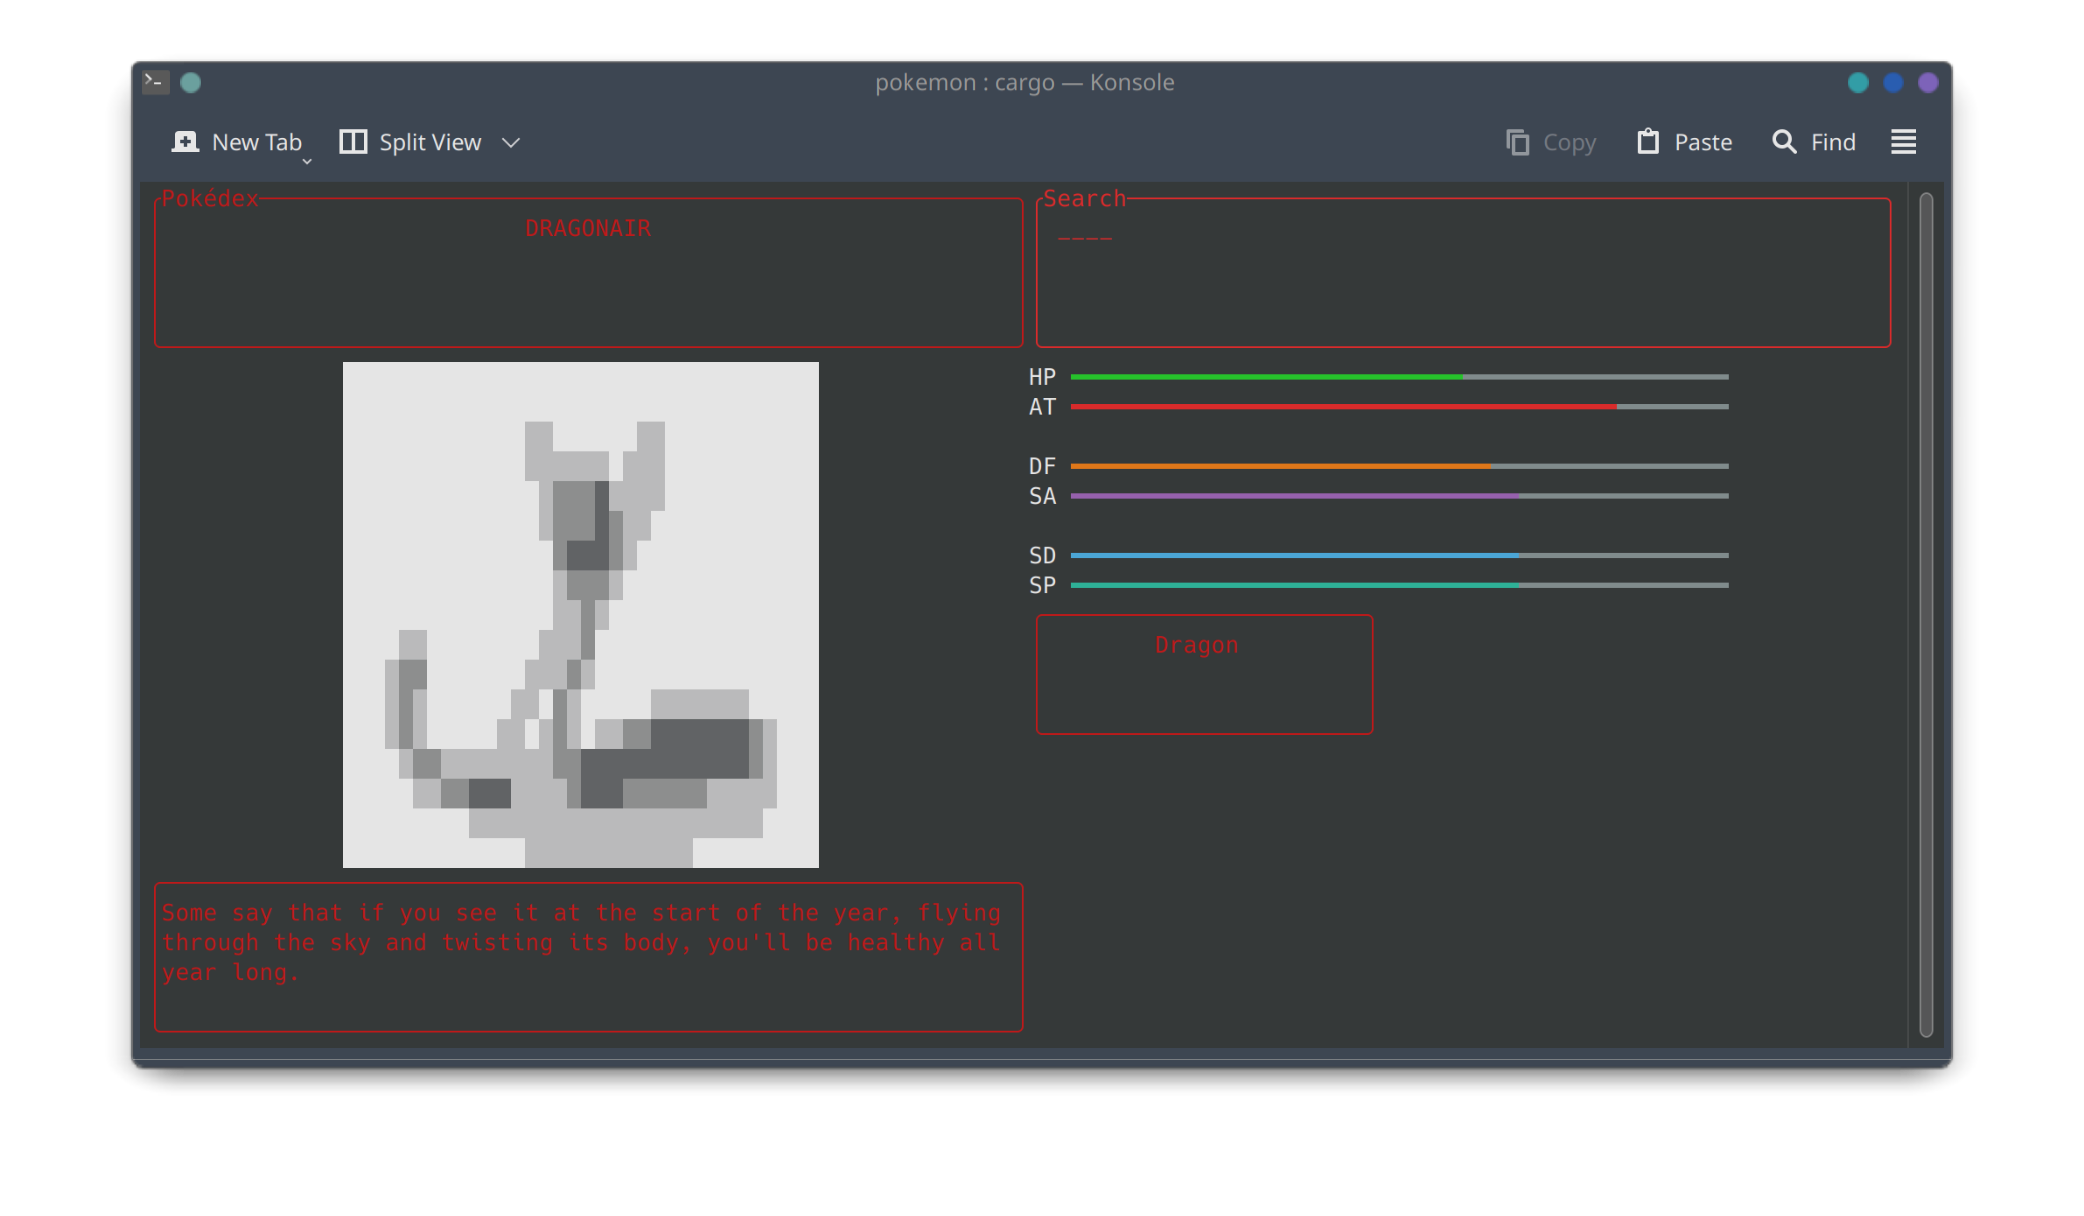 pokemon : cargo — Konsole
New Tab
Split View
Copy
Paste
Find
Pokédex
DRAGONAIR
Search
____
HP
AT
DF
SA
SD
SP
Dragon
Some say that if you see it at the start of the year, flying
through the sky and twisting its body, you'll be healthy all
year long.